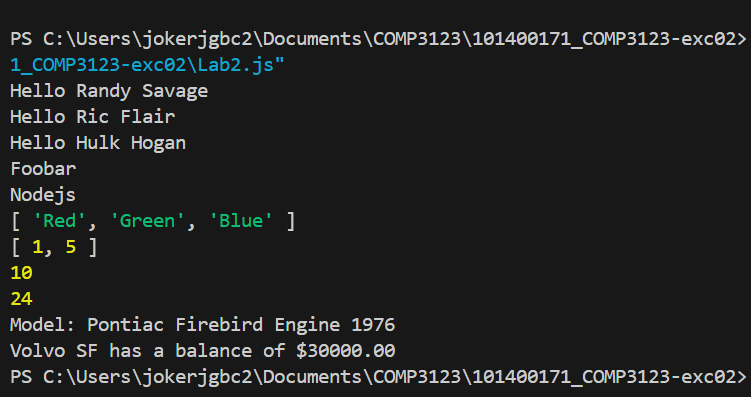 PS C:\Users\jokerjgbc2\Documents\COMP3123\101400171_COMP3123-exc02>
1_COMP3123-exc02\Lab2.js"
Hello Randy Savage
Hello Ric Flair
Hello Hulk Hogan
Foobar
Nodejs
[ 'Red', 'Green', 'Blue' ]
[ 1, 5 ]
10
24
Model: Pontiac Firebird Engine 1976
Volvo SF has a balance of $30000.00
PS C:\Users\jokerjgbc2\Documents\COMP3123\101400171_COMP3123-exc02>